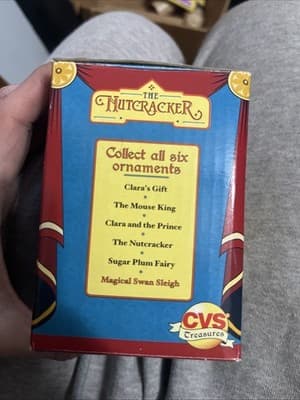 THE
NUTCRACKER
Collect all six
ornaments
Clara's Gift
The Mouse King
Clara and the Prince
The Nutcracker
Sugar Plum Fairy
Magical Swan Sleigh
CVS
Treasures